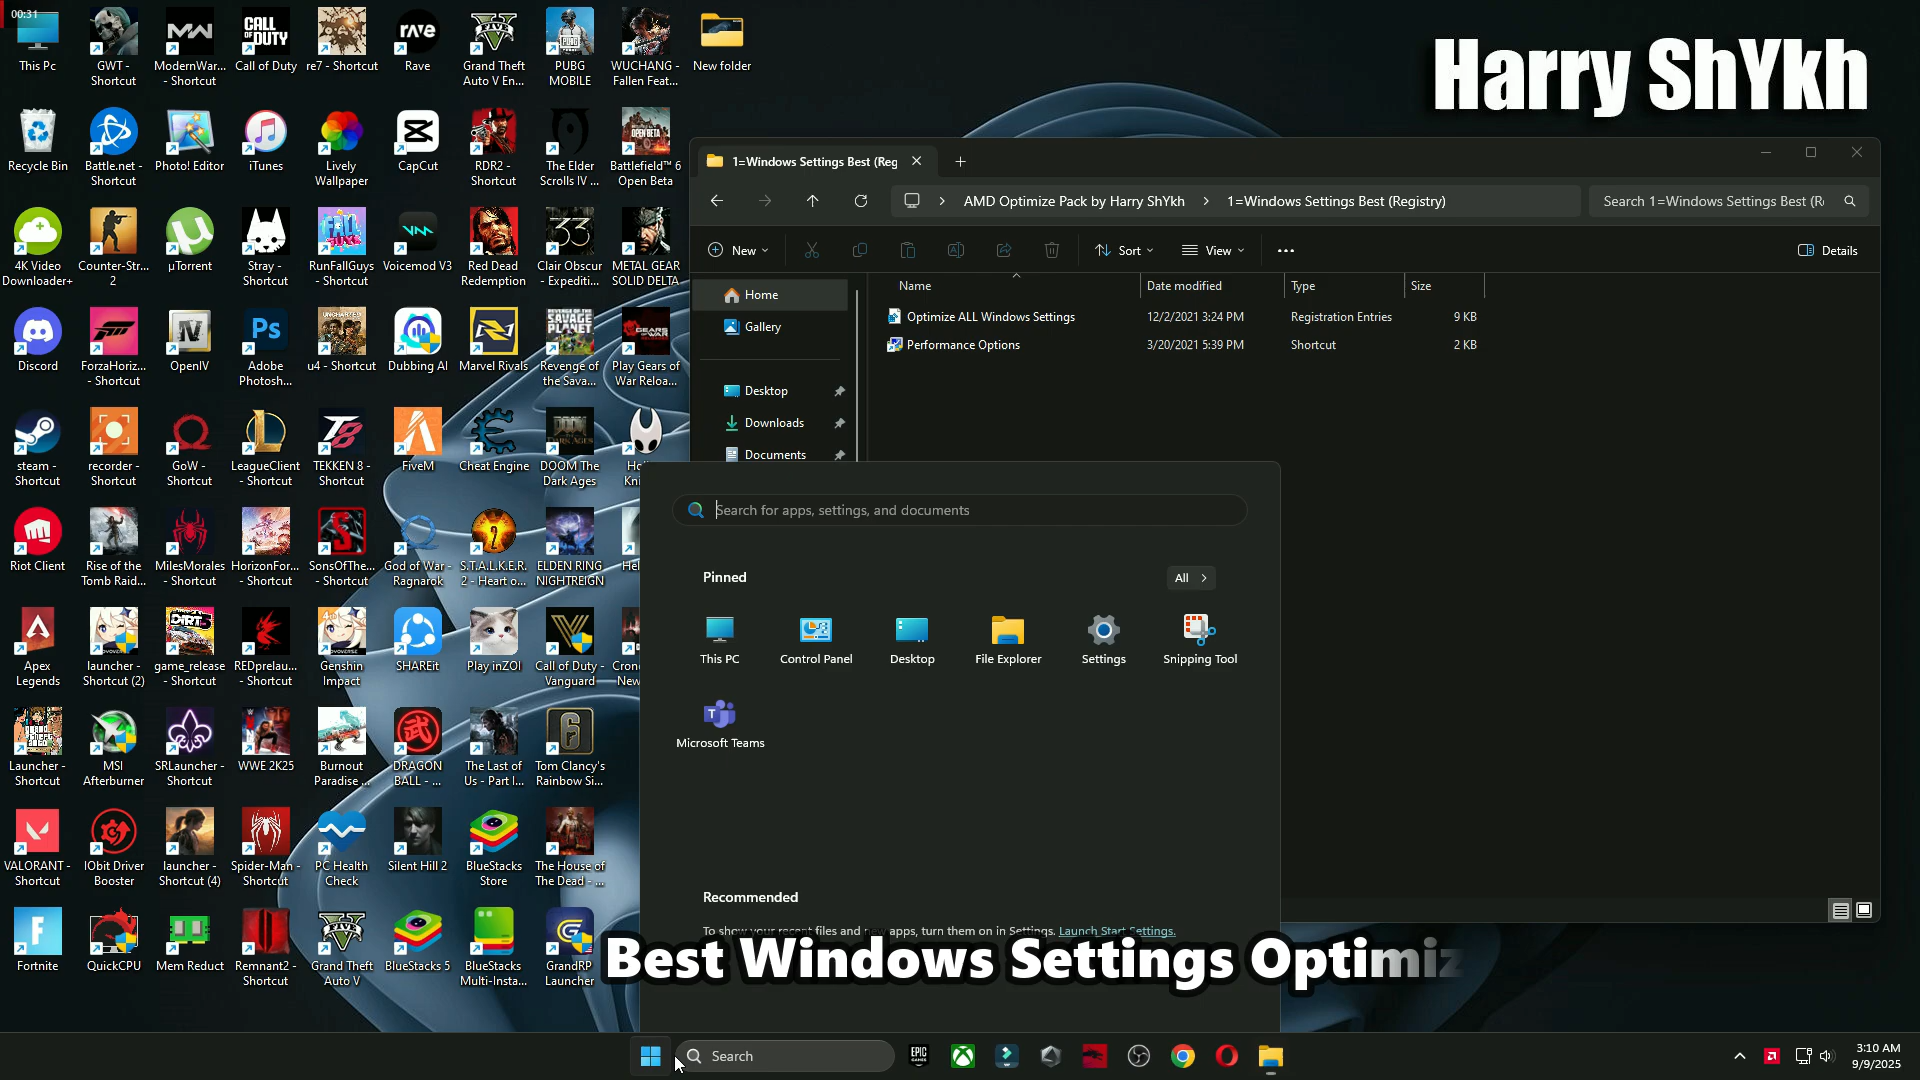 00:31
Harry ShYkh
This Pc
GWT -
Shortcut
ModernWar...
- Shortcut
Call of Duty
re7 - Shortcut
Rave
Grand Theft
Auto V En...
PUBG
MOBILE
WUCHANG -
Fallen Feat...
New folder
Recycle Bin
Battle.net -
Shortcut
Photo! Editor
iTunes
Lively
Wallpaper
CapCut
RDR2 -
Shortcut
The Elder
Scrolls IV ...
Battlefield™ 6
Open Beta
4K Video
Downloader+
Counter-Str...
2
µTorrent
Stray -
Shortcut
RunFallGuys
- Shortcut
Voicemod V3
Red Dead
Redemption
Clair Obscur
- Expediti...
METAL GEAR
SOLID DELTA
Discord
ForzaHoriz...
- Shortcut
OpenIV
Adobe
Photosh...
u4 - Shortcut
Dubbing AI
Marvel Rivals
Revenge of
the Sava...
Play Gears of
War Reloa...
steam -
Shortcut
recorder -
Shortcut
GoW -
Shortcut
LeagueClient
- Shortcut
TEKKEN 8 -
Shortcut
FiveM
Cheat Engine
DOOM The
Dark Ages
Riot Client
Rise of the
Tomb Raid...
MilesMorales
- Shortcut
HorizonFor...
- Shortcut
SonsOfThe...
- Shortcut
God of War -
Ragnarok
S.T.A.L.K.E.R.
2 - Heart o...
ELDEN RING
NIGHTREIGN
Apex
Legends
launcher -
Shortcut (2)
game_release
- Shortcut
REDprelau...
- Shortcut
Genshin
Impact
SHAREit
Play inZOI
Call of Duty -
Vanguard
Launcher -
Shortcut
MSI
Afterburner
SRLauncher -
Shortcut
WWE 2K25
Burnout
Paradise ...
DRAGON
BALL - ...
The Last of
Us - Part I...
Tom Clancy's
Rainbow Si...
VALORANT -
Shortcut
IObit Driver
Booster
launcher -
Shortcut (4)
Spider-Man -
Shortcut
PC Health
Check
Silent Hill 2
BlueStacks
Store
The House of
The Dead - ...
Fortnite
QuickCPU
Mem Reduct
Remnant2 -
Shortcut
Grand Theft
Auto V
BlueStacks 5
BlueStacks
Multi-Insta...
GrandRP
Launcher
1=Windows Settings Best (Reg
AMD Optimize Pack by Harry ShYkh > 1=Windows Settings Best (Registry)
Search 1=Windows Settings Best (R
New Sort View ... Details
Home
Gallery
Desktop
Downloads
Documents
Name Date modified Type Size
Optimize ALL Windows Settings 12/2/2021 3:24 PM Registration Entries 9 KB
Performance Options 3/20/2021 5:39 PM Shortcut 2 KB
Search for apps, settings, and documents
Pinned All >
This PC
Control Panel
Desktop
File Explorer
Settings
Snipping Tool
Microsoft Teams
Recommended
To show your recent files and new apps, turn them on in Settings. Launch Start Settings.
Best Windows Settings Optimiz
Search
3:10 AM
9/9/2025